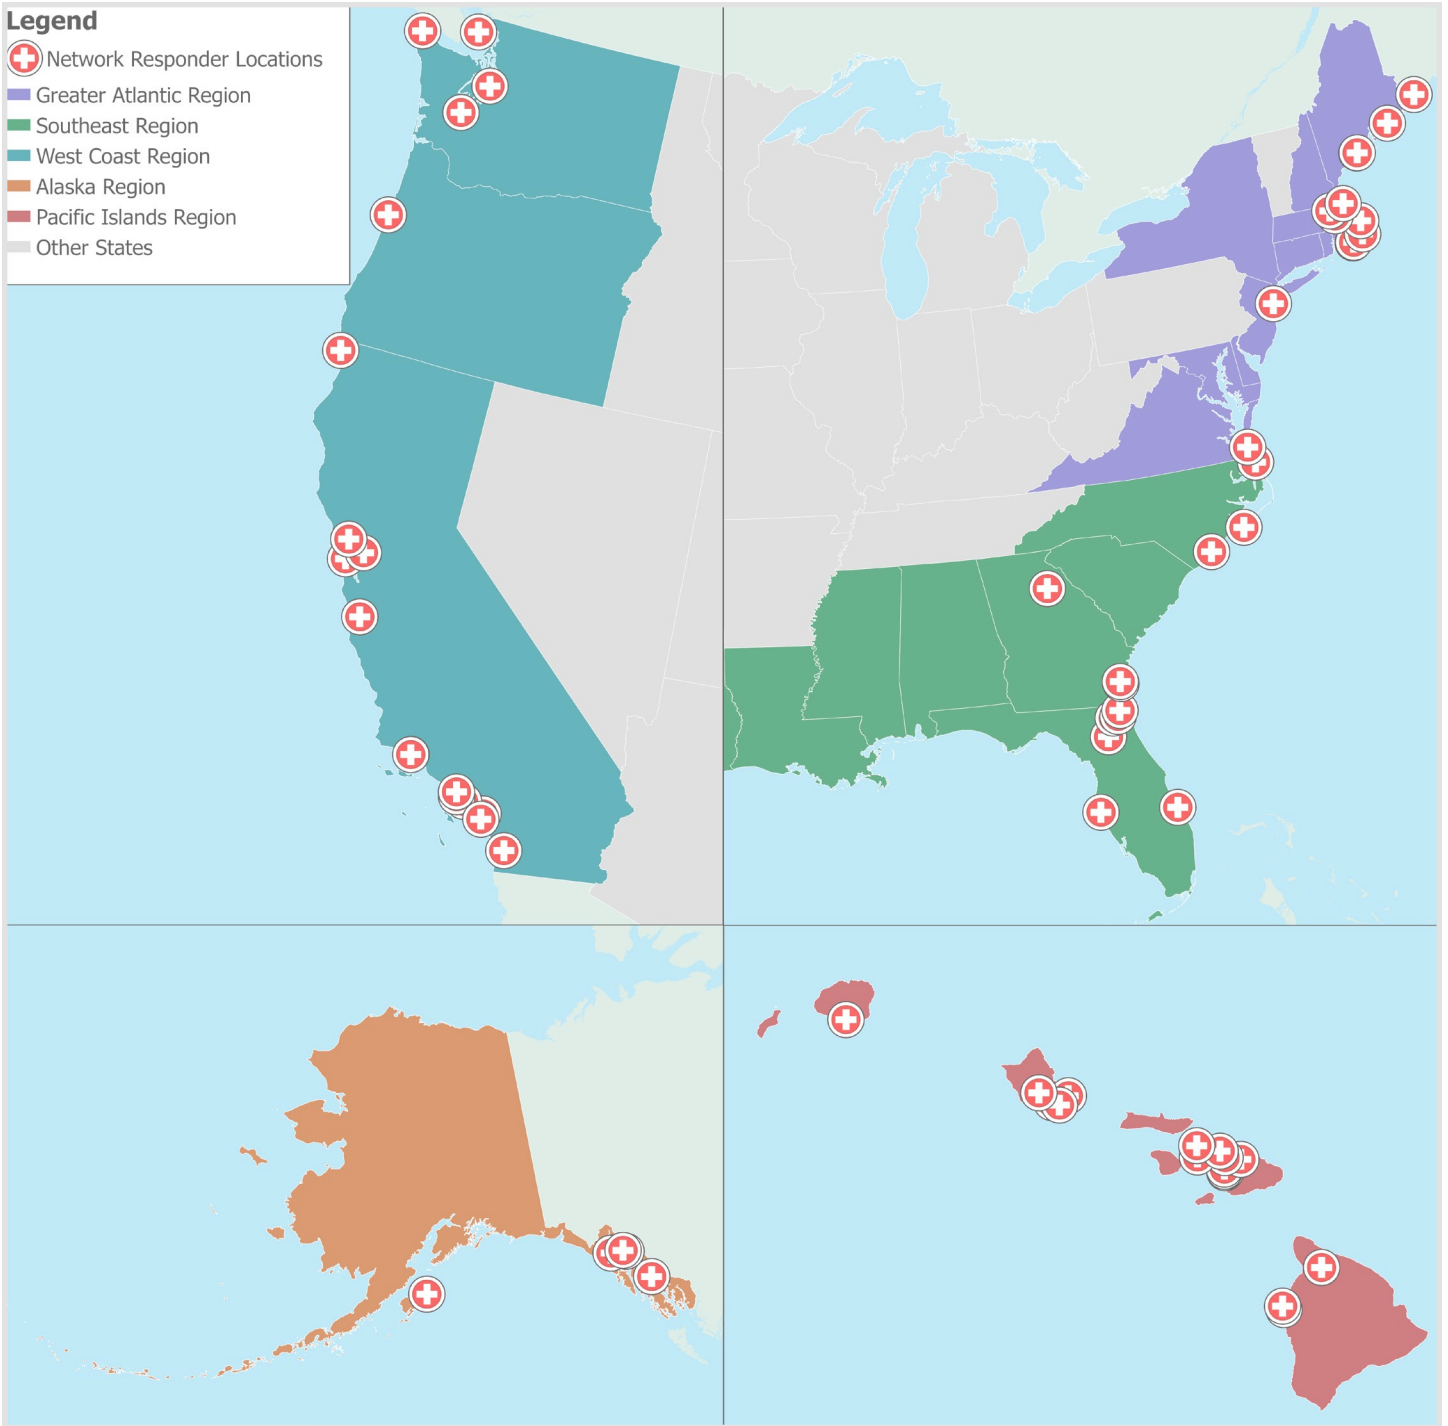 Legend
Network Responder Locations
Greater Atlantic Region
Southeast Region
West Coast Region
Alaska Region
Pacific Islands Region
Other States